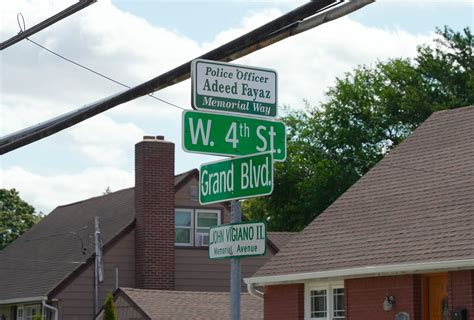 Police Officer
Adeed Fayaz
Memorial Way
W. 4th St.
Grand Blvd.
JOHN VIGIANO II
Memorial Avenue